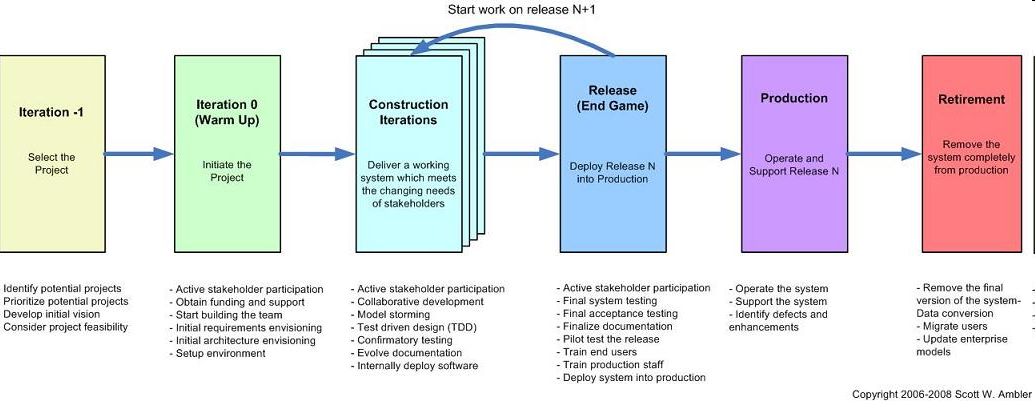 Start work on release N+1
Iteration -1
Select the
Project
Iteration 0
(Warm Up)
Initiate the
Project
Construction
Iterations
Deliver a working
system which meets
the changing needs
of stakeholders
Release
(End Game)
Deploy Release N
into Production
Production
Operate and
Support Release N
Retirement
Remove the
system completely
from production
Identify potential projects
Prioritize potential projects
Develop initial vision
Consider project feasibility
- Active stakeholder participation
- Obtain funding and support
- Start building the team
- Initial requirements envisioning
- Initial architecture envisioning
- Setup environment
- Active stakeholder participation
- Collaborative development
- Model storming
- Test driven design (TDD)
- Confirmatory testing
- Evolve documentation
- Internally deploy software
- Active stakeholder participation
- Final system testing
- Final acceptance testing
- Finalize documentation
- Pilot test the release
- Train end users
- Train production staff
- Deploy system into production
- Operate the system
- Support the system
- Identify defects and
enhancements
- Remove the final
version of the system-
Data conversion
- Migrate users
- Update enterprise
models
Copyright 2006-2008 Scott W. Ambler